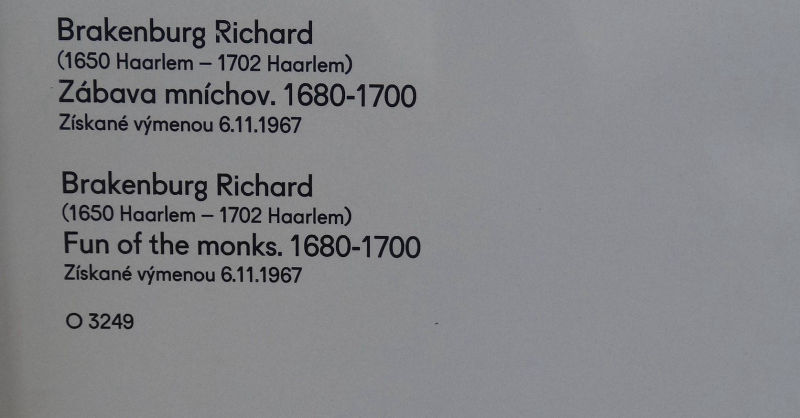 Brakenburg Richard
(1650 Haarlem – 1702 Haarlem)
Zábava mníchov. 1680-1700
Získané výmenou 6.11.1967
Brakenburg Richard
(1650 Haarlem – 1702 Haarlem)
Fun of the monks. 1680-1700
Získané výmenou 6.11.1967
O 3249